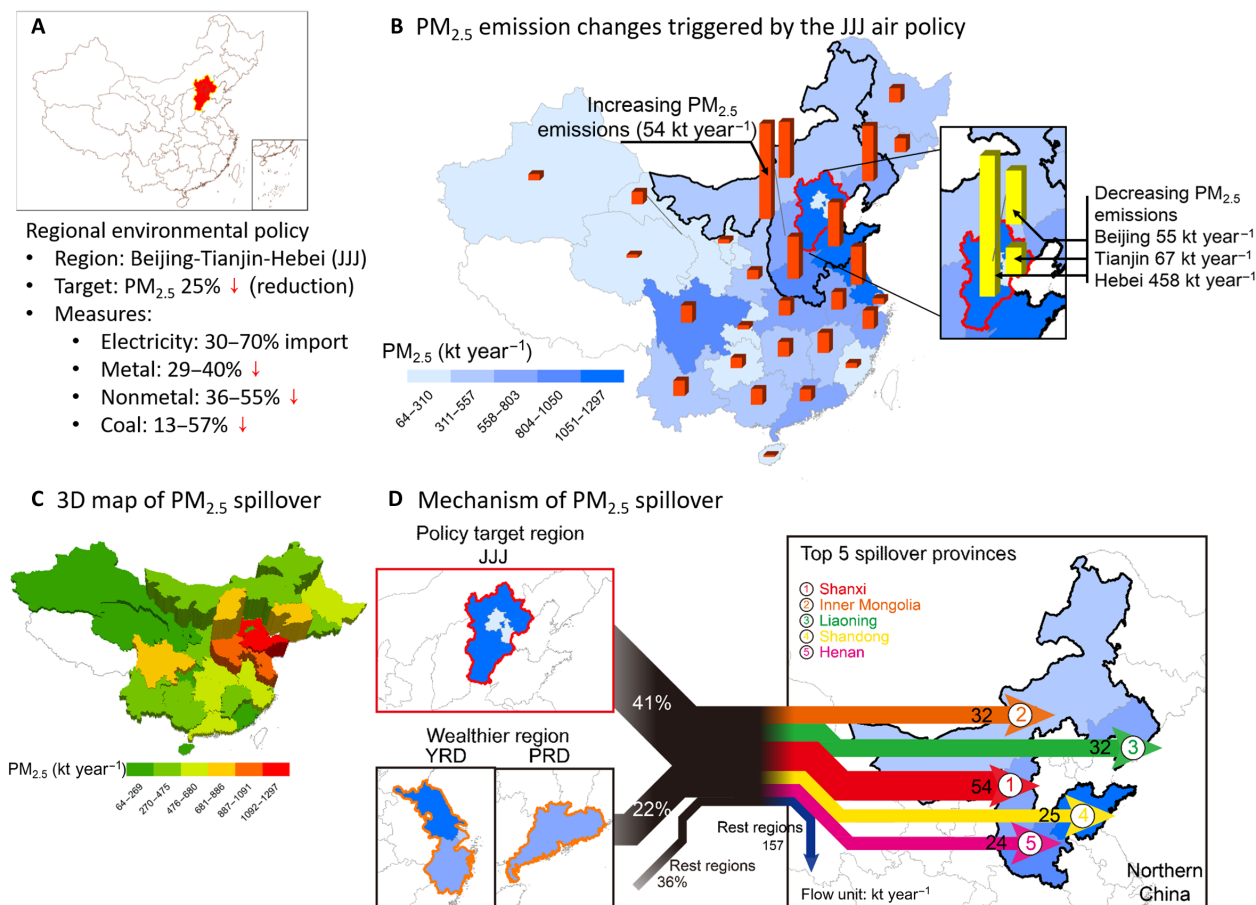 A
Regional environmental policy
• Region: Beijing-Tianjin-Hebei (JJJ)
• Target: PM2.5 25% ↓ (reduction)
• Measures:
• Electricity: 30–70% import
• Metal: 29–40% ↓
• Nonmetal: 36–55% ↓
• Coal: 13–57% ↓
B PM2.5 emission changes triggered by the JJJ air policy
Increasing PM2.5
emissions (54 kt year−1)
Decreasing PM2.5
emissions
Beijing 55 kt year−1
Tianjin 67 kt year−1
Hebei 458 kt year−1
PM2.5 (kt year−1)
64–310
311–557
558–803
804–1050
1051–1297
C 3D map of PM2.5 spillover
PM2.5 (kt year−1)
64–269
270–475
476–680
681–886
887–1091
1092–1297
D Mechanism of PM2.5 spillover
Policy target region
JJJ
Wealthier region
YRD
PRD
41%
22%
Rest regions
36%
Rest regions
157
Top 5 spillover provinces
1 Shanxi
2 Inner Mongolia
3 Liaoning
4 Shandong
5 Henan
32 2
32 3
54 1
25 4
24 5
Northern
China
Flow unit: kt year−1